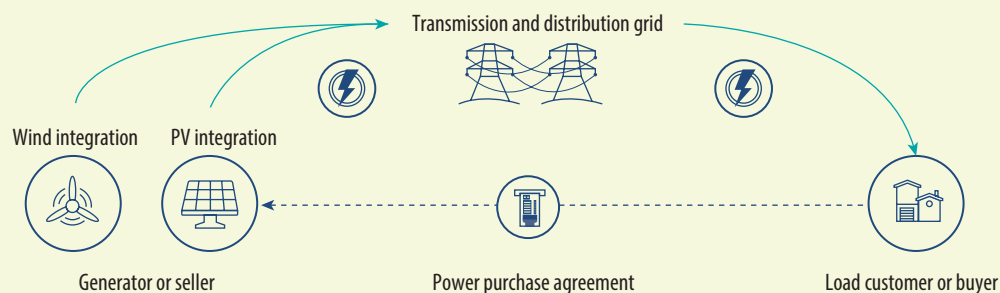 Transmission and distribution grid
Wind integration
PV integration
Generator or seller
Power purchase agreement
Load customer or buyer